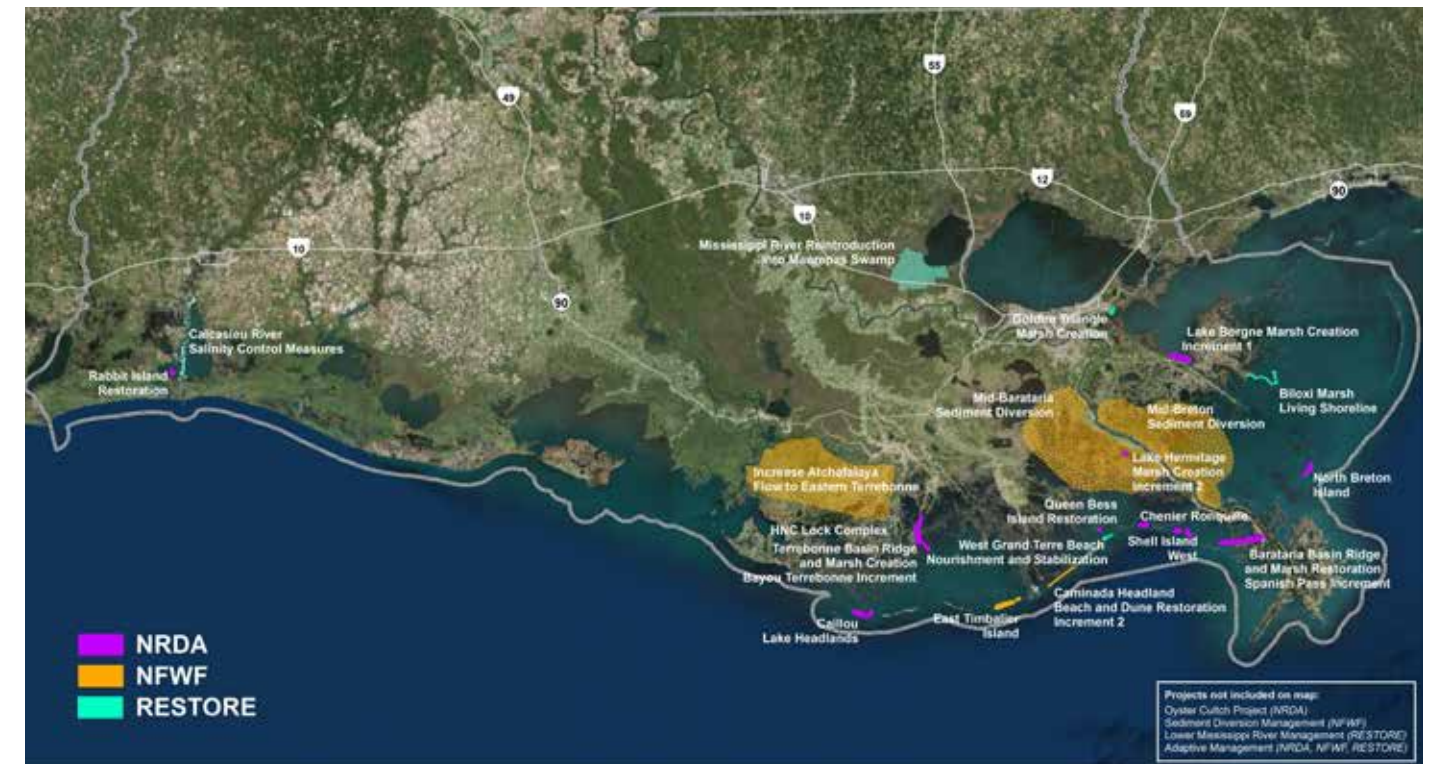 55
49
59
12
90
10
Mississippi River Reintroduction
into Maurepas Swamp
10
90
Golden Triangle
Marsh Creation
Lake Borgne Marsh Creation
Increment 1
Calcasieu River
Salinity Control Measures
Rabbit Island
Restoration
Biloxi Marsh
Living Shoreline
Mid-Barataria
Sediment Diversion
Mid-Breton
Sediment Diversion
Lake Hermitage
Marsh Creation
Increment 2
Increase Atchafalaya
Flow to Eastern Terrebonne
North Breton
Island
Queen Bess
Island Restoration
Chenier Ronquille
HNC Lock Complex
Shell Island
West
West Grand Terre Beach
Nourishment and Stabilization
Terrebonne Basin Ridge
and Marsh Creation
Bayou Terrebonne Increment
Barataria Basin Ridge
and Marsh Restoration
Spanish Pass Increment
Caminada Headland
Beach and Dune Restoration
Increment 2
East Timbalier
Island
Caillou
Lake Headlands
NRDA
NFWF
RESTORE
Projects not included on map:
Oyster Cultch Project (NRDA)
Sediment Diversion Management (NFWF)
Lower Mississippi River Management (RESTORE)
Adaptive Management (NRDA, NFWF, RESTORE)